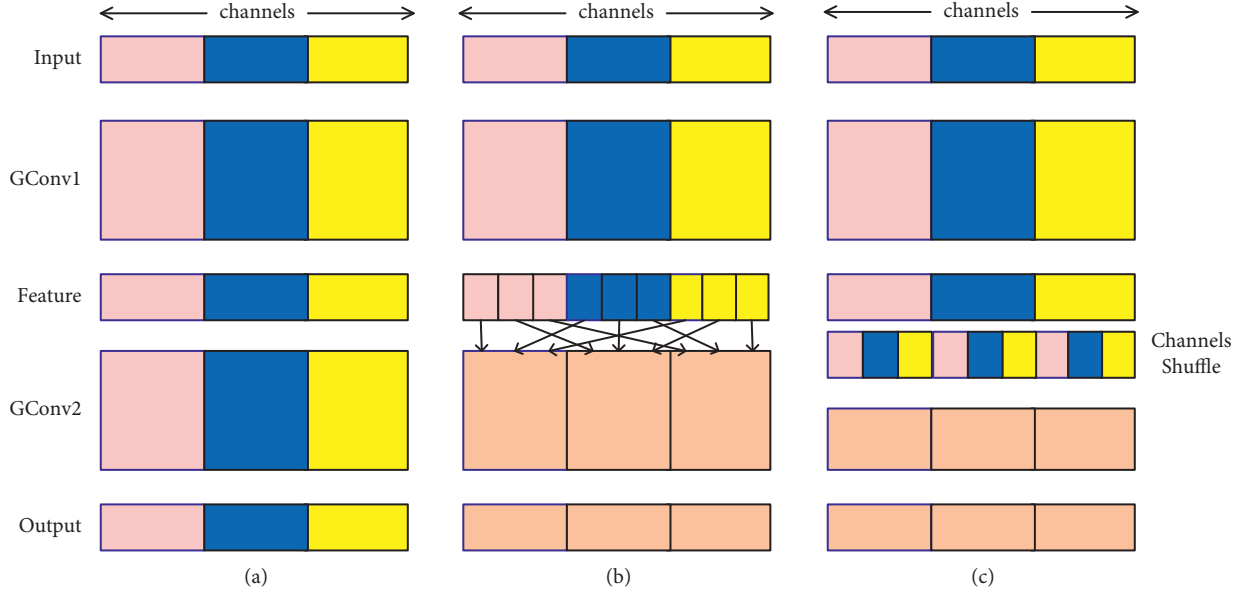 channels channels channels
Input
GConv1
Feature
Channels
Shuffle
GConv2
Output
(a) (b) (c)